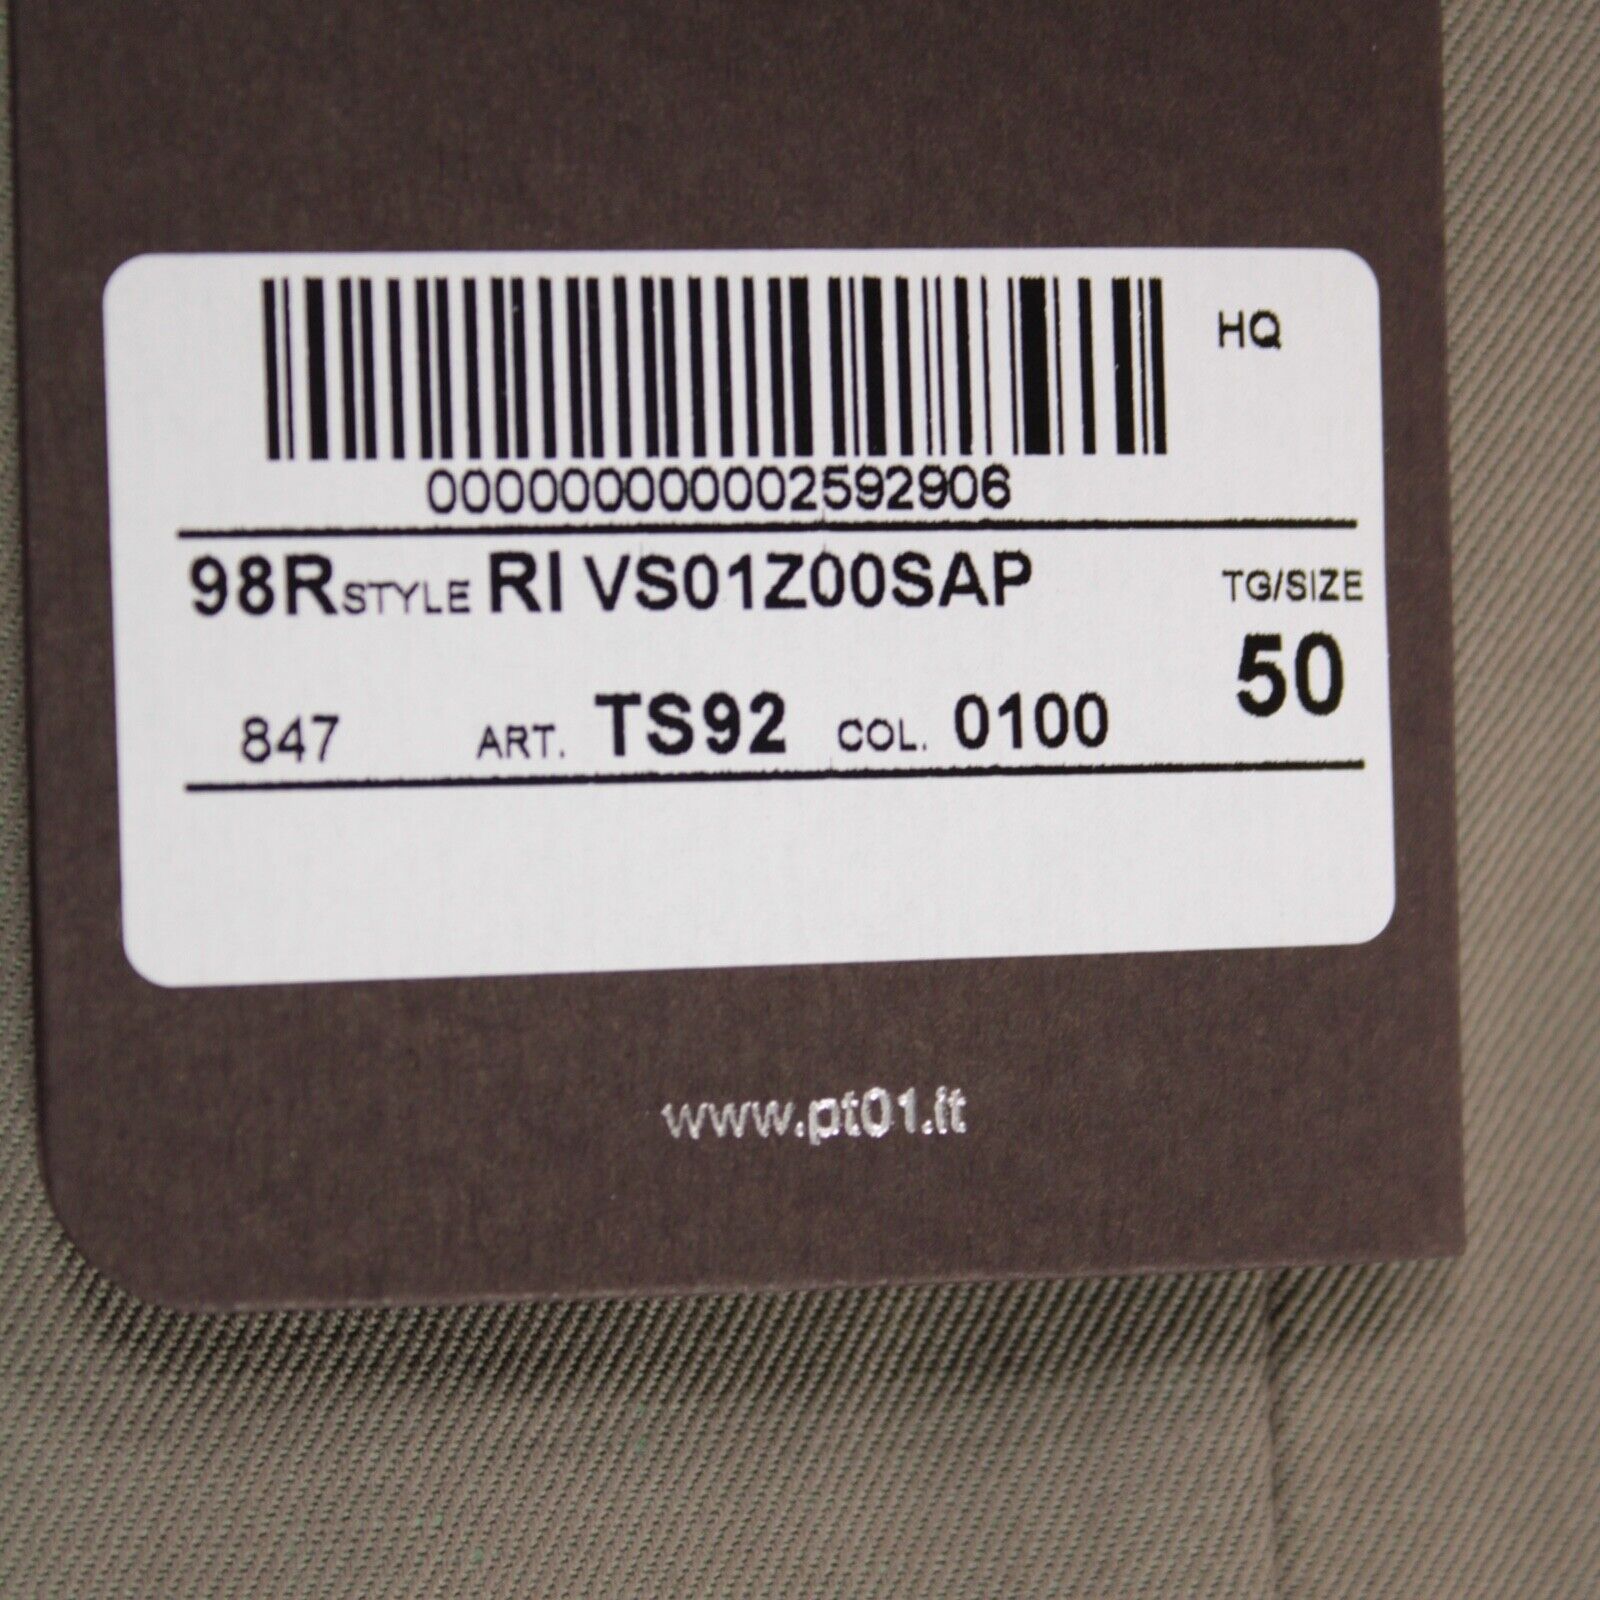 HQ
000000000002592906
98R STYLE RI VS01Z00SAP
TG/SIZE
50
847 ART. TS92 COL. 0100
www.pt01.it